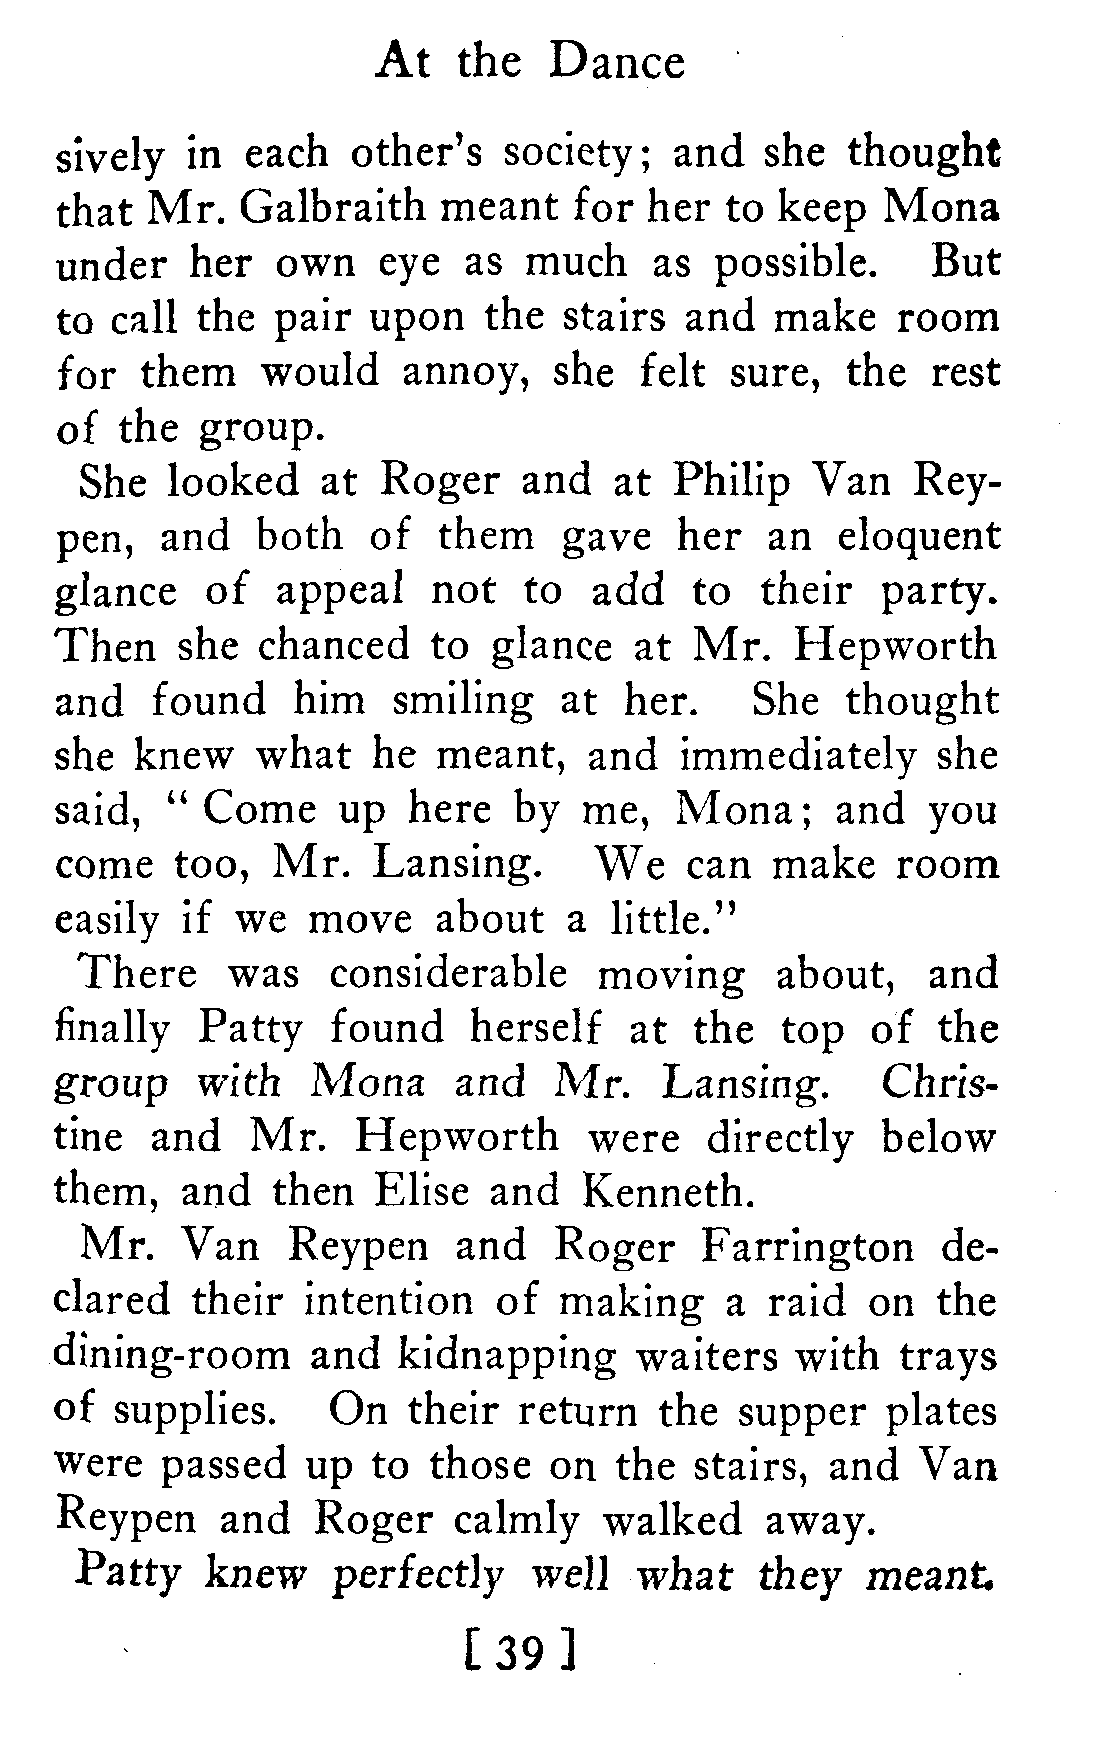 At the Dance
sively in each other's society; and she thought
that Mr. Galbraith meant for her to keep Mona
under her own eye as much as possible. But
to call the pair upon the stairs and make room
for them would annoy, she felt sure, the rest
of the group.
She looked at Roger and at Philip Van Rey-
pen, and both of them gave her an eloquent
glance of appeal not to add to their party.
Then she chanced to glance at Mr. Hepworth
and found him smiling at her. She thought
she knew what he meant, and immediately she
said, " Come up here by me, Mona; and you
come too, Mr. Lansing. We can make room
easily if we move about a little."
There was considerable moving about, and
finally Patty found herself at the top of the
group with Mona and Mr. Lansing. Chris-
tine and Mr. Hepworth were directly below
them, and then Elise and Kenneth.
Mr. Van Reypen and Roger Farrington de-
clared their intention of making a raid on the
dining-room and kidnapping waiters with trays
of supplies. On their return the supper plates
were passed up to those on the stairs, and Van
Reypen and Roger calmly walked away.
Patty knew perfectly well what they meant.
[ 39 ]